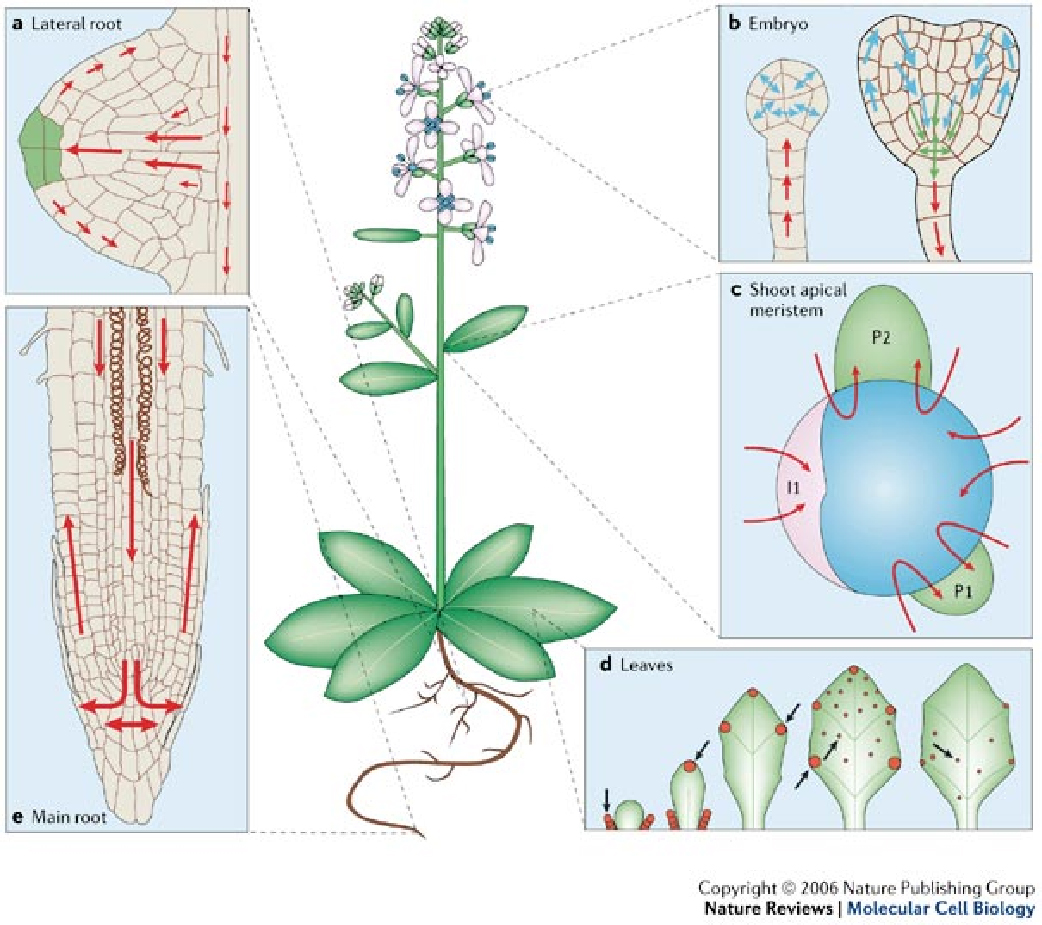 a Lateral root
b Embryo
c Shoot apical
meristem
P2
I1
P1
d Leaves
e Main root
Copyright © 2006 Nature Publishing Group
Nature Reviews | Molecular Cell Biology